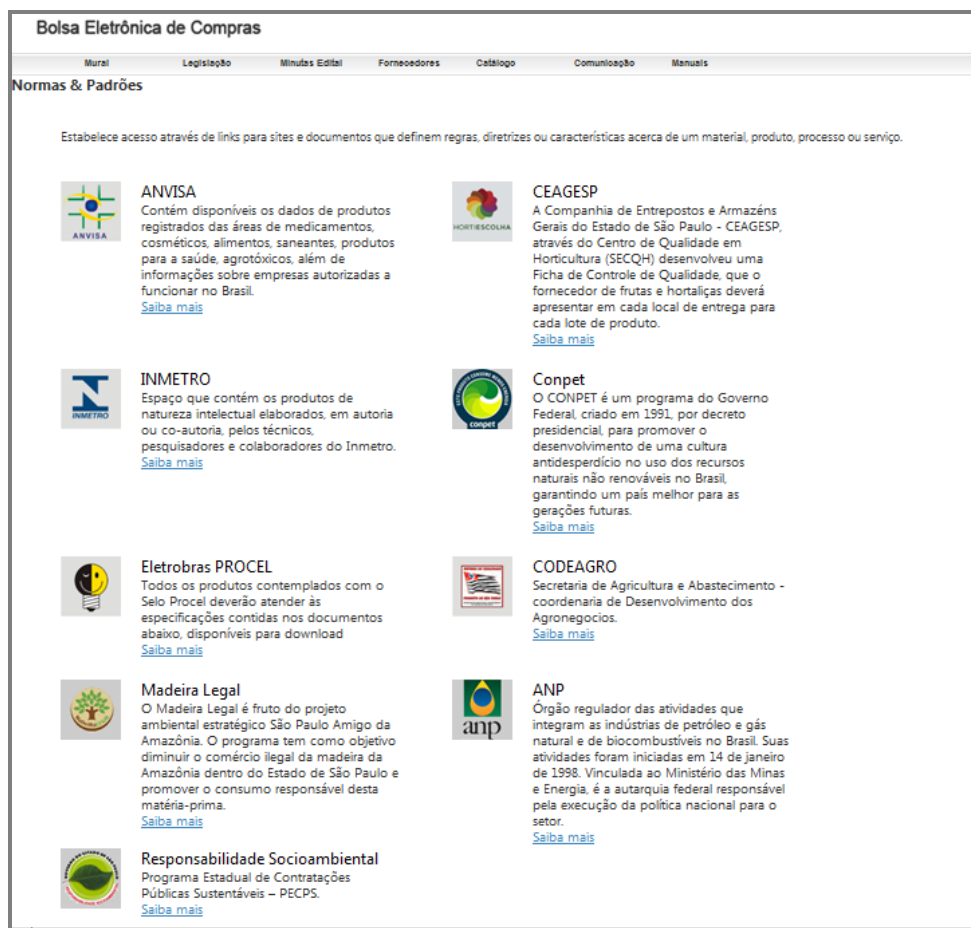 Bolsa Eletrônica de Compras
Mural Legislação Minutas Edital Fornecedores Catálogo Comunicação Manuais
Normas & Padrões
Estabelece acesso através de links para sites e documentos que definem regras, diretrizes ou características acerca de um material, produto, processo ou serviço.
ANVISA
ANVISA
Contém disponíveis os dados de produtos
registrados das áreas de medicamentos,
cosméticos, alimentos, saneantes, produtos
para a saúde, agrotóxicos, além de
informações sobre empresas autorizadas a
funcionar no Brasil.
Saiba mais
HORTIESCOLHA
CEAGESP
A Companhia de Entrepostos e Armazéns
Gerais do Estado de São Paulo - CEAGESP,
através do Centro de Qualidade em
Horticultura (SECQH) desenvolveu uma
Ficha de Controle de Qualidade, que o
fornecedor de frutas e hortaliças deverá
apresentar em cada local de entrega para
cada lote de produto.
Saiba mais
INMETRO
INMETRO
Espaço que contém os produtos de
natureza intelectual elaborados, em autoria
ou co-autoria, pelos técnicos,
pesquisadores e colaboradores do Inmetro.
Saiba mais
conpet
Conpet
O CONPET é um programa do Governo
Federal, criado em 1991, por decreto
presidencial, para promover o
desenvolvimento de uma cultura
antidesperdício no uso dos recursos
naturais não renováveis no Brasil,
garantindo um país melhor para as
gerações futuras.
Saiba mais
Eletrobras PROCEL
Todos os produtos contemplados com o
Selo Procel deverão atender às
especificações contidas nos documentos
abaixo, disponíveis para download
Saiba mais
CODEAGRO
Secretaria de Agricultura e Abastecimento -
coordenaria de Desenvolvimento dos
Agronegocios.
Saiba mais
Madeira Legal
O Madeira Legal é fruto do projeto
ambiental estratégico São Paulo Amigo da
Amazônia. O programa tem como objetivo
diminuir o comércio ilegal da madeira da
Amazônia dentro do Estado de São Paulo e
promover o consumo responsável desta
matéria-prima.
Saiba mais
anp
ANP
Órgão regulador das atividades que
integram as indústrias de petróleo e gás
natural e de biocombustíveis no Brasil. Suas
atividades foram iniciadas em 14 de janeiro
de 1998. Vinculada ao Ministério das Minas
e Energia, é a autarquia federal responsável
pela execução da política nacional para o
setor.
Saiba mais
Responsabilidade Socioambiental
Programa Estadual de Contratações
Públicas Sustentáveis – PECPS.
Saiba mais